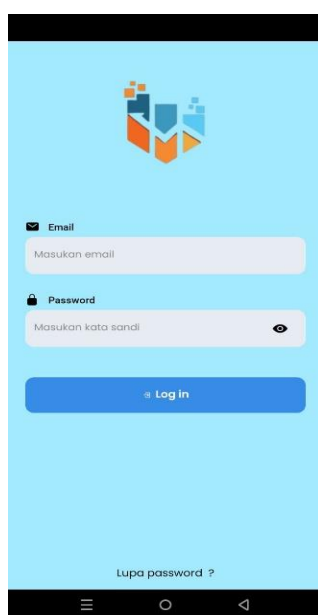 Email
Masukan email
Password
Masukan kata sandi
Log in
Lupa password ?